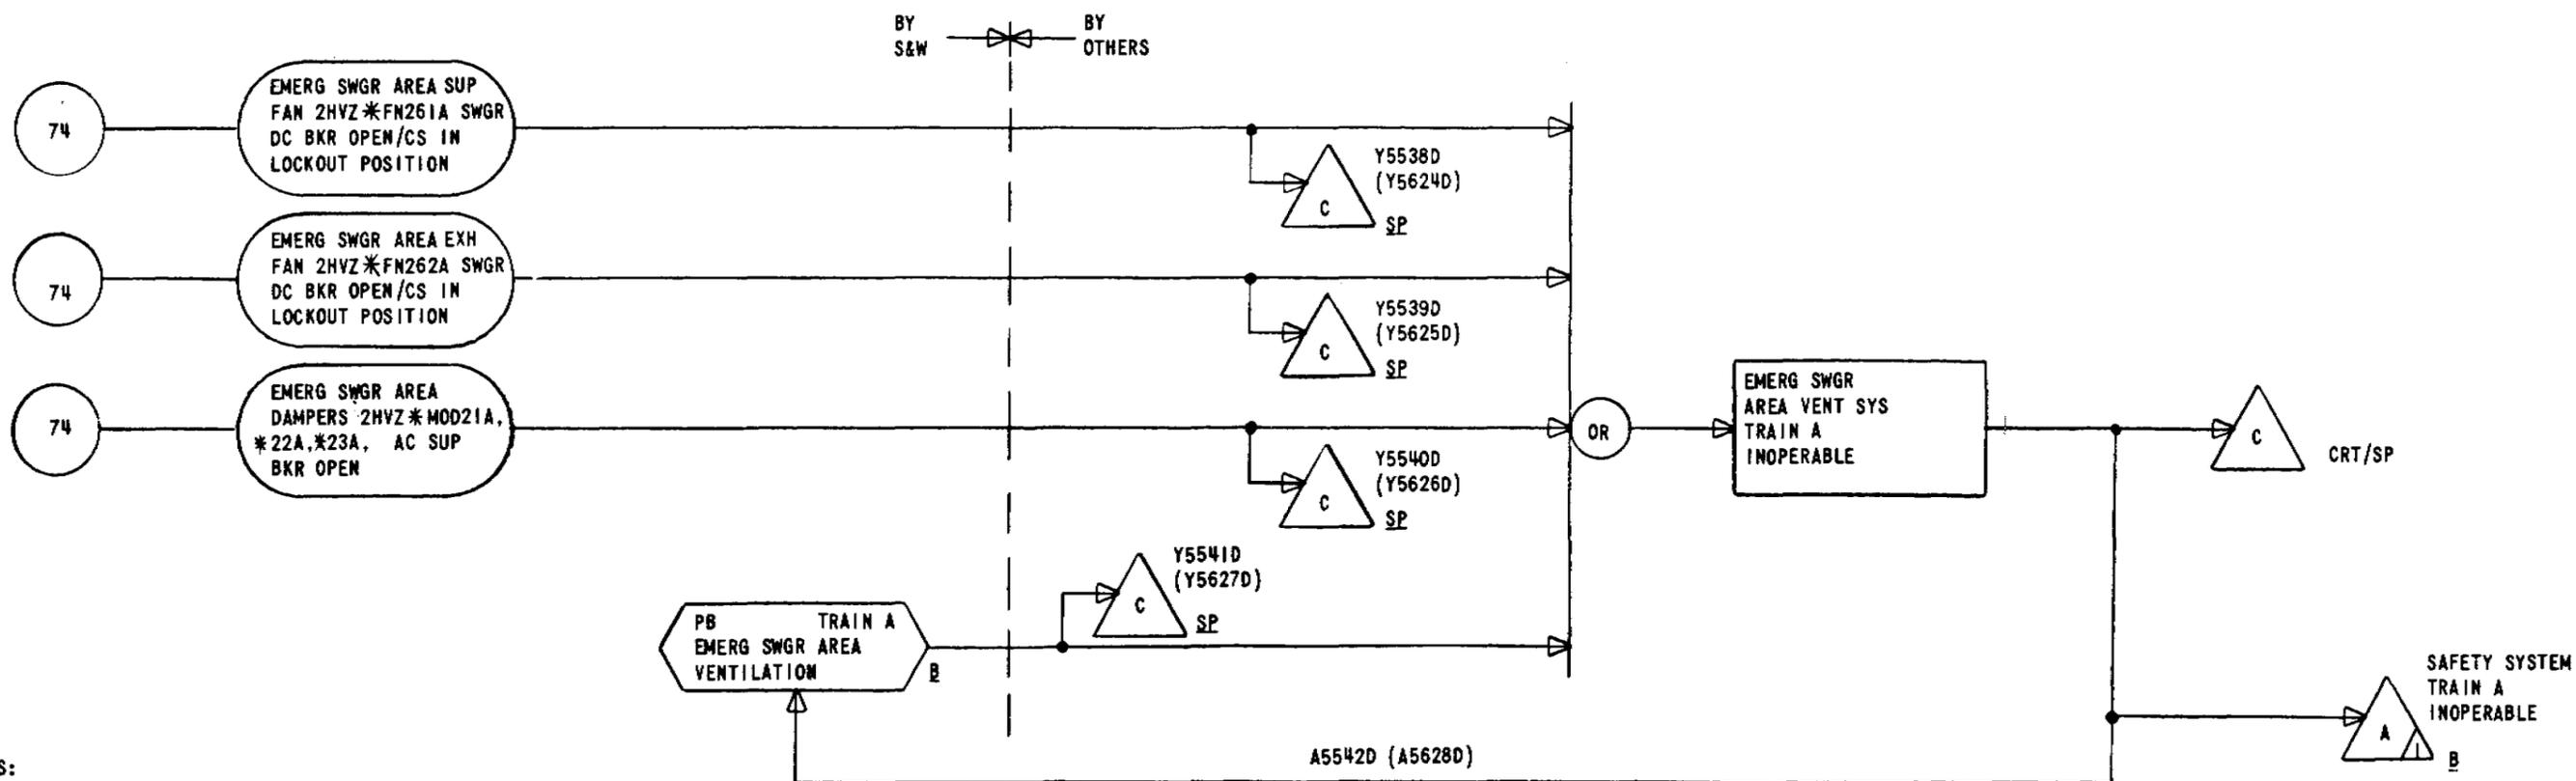 BY
S&W
BY
OTHERS
74
EMERG SWGR AREA SUP
FAN 2HVZ*FN261A SWGR
DC BKR OPEN/CS IN
LOCKOUT POSITION
Y5538D
(Y5624D)
C
SP
74
EMERG SWGR AREA EXH
FAN 2HVZ*FN262A SWGR
DC BKR OPEN/CS IN
LOCKOUT POSITION
Y5539D
(Y5625D)
C
SP
74
EMERG SWGR AREA
DAMPERS 2HVZ*MOD21A,
*22A,*23A, AC SUP
BKR OPEN
OR
EMERG SWGR
AREA VENT SYS
TRAIN A
INOPERABLE
C
CRT/SP
Y5540D
(Y5626D)
C
SP
Y5541D
(Y5627D)
C
SP
PB TRAIN A
EMERG SWGR AREA
VENTILATION
B
SAFETY SYSTEM
TRAIN A
INOPERABLE
A
1
B
A5542D (A5628D)
S: